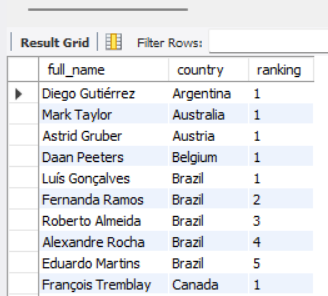 Result Grid Filter Rows:
full_name country ranking
Diego Gutiérrez Argentina 1
Mark Taylor Australia 1
Astrid Gruber Austria 1
Daan Peeters Belgium 1
Luís Gonçalves Brazil 1
Fernanda Ramos Brazil 2
Roberto Almeida Brazil 3
Alexandre Rocha Brazil 4
Eduardo Martins Brazil 5
François Tremblay Canada 1